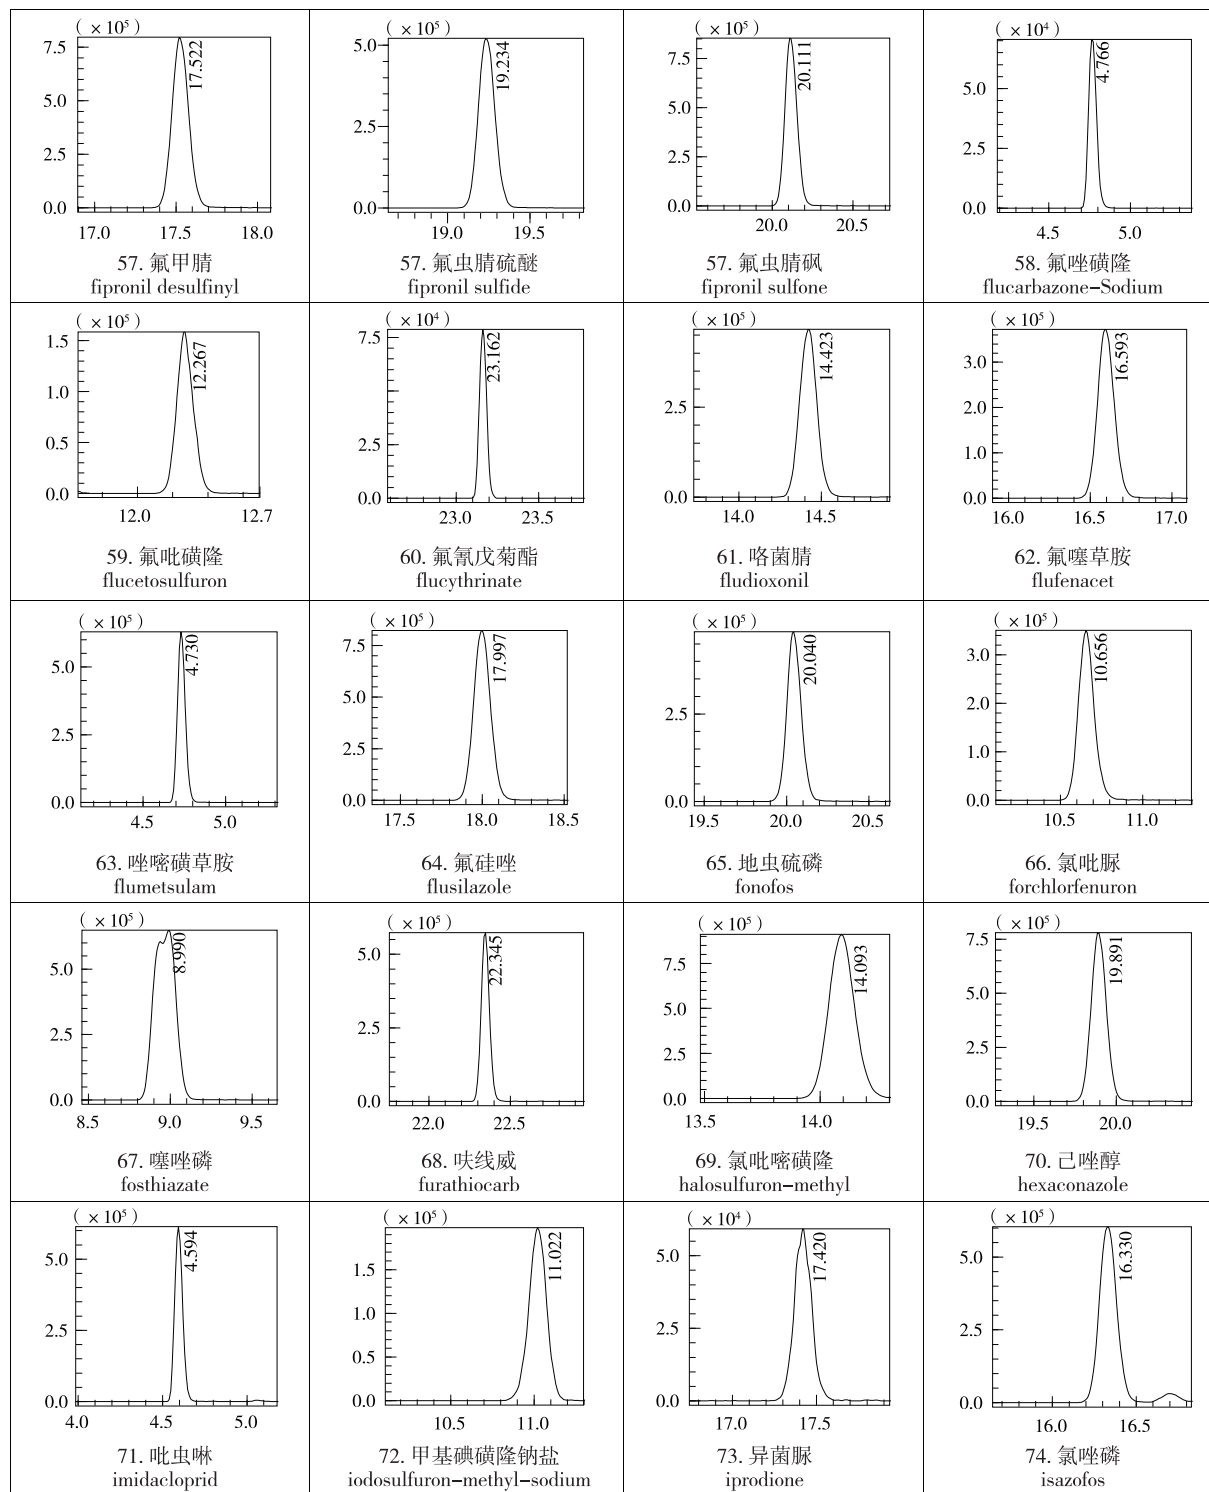 （×10⁵）
7.5
5.0
2.5
0.0
17.522
17.0 17.5 18.0
57. 氟甲腈
fipronil desulfinyl
（×10⁵）
5.0
2.5
0.0
19.234
19.0 19.5
57. 氟虫腈硫醚
fipronil sulfide
（×10⁵）
7.5
5.0
2.5
0.0
20.111
20.0 20.5
57. 氟虫腈砜
fipronil sulfone
（×10⁴）
5.0
2.5
0.0
4.766
4.5 5.0
58. 氟唑磺隆
flucarbazone-Sodium
（×10⁵）
1.5
1.0
0.5
0.0
12.267
12.0 12.7
59. 氟吡磺隆
flucetosulfuron
（×10⁴）
7.5
2.5
0.0
23.162
23.0 23.5
60. 氟氰戊菊酯
flucythrinate
（×10⁵）
2.5
0.0
14.423
14.0 14.5
61. 咯菌腈
fludioxonil
（×10⁵）
3.0
2.0
1.0
0.0
16.593
16.0 16.5 17.0
62. 氟噻草胺
flufenacet
（×10⁵）
5.0
2.5
0.0
4.730
4.5 5.0
63. 唑嘧磺草胺
flumetsulam
（×10⁵）
7.5
5.0
2.5
0.0
17.997
17.5 18.0 18.5
64. 氟硅唑
flusilazole
（×10⁵）
2.5
0.0
20.040
19.5 20.0 20.5
65. 地虫硫磷
fonofos
（×10⁵）
3.0
2.0
1.0
0.0
10.656
10.5 11.0
66. 氯吡脲
forchlorfenuron
（×10⁵）
5.0
2.5
0.0
8.990
8.5 9.0 9.5
67. 噻唑磷
fosthiazate
（×10⁵）
5.0
2.5
0.0
22.345
22.0 22.5
68. 呋线威
furathiocarb
（×10⁵）
7.5
5.0
2.5
0.0
14.093
13.5 14.0
69. 氯吡嘧磺隆
halosulfuron-methyl
（×10⁵）
7.5
5.0
2.5
0.0
19.891
19.5 20.0
70. 己唑醇
hexaconazole
（×10⁵）
5.0
2.5
0.0
4.594
4.0 4.5 5.0
71. 吡虫啉
imidacloprid
（×10⁵）
1.5
1.0
0.5
0.0
11.022
10.5 11.0
72. 甲基碘磺隆钠盐
iodosulfuron-methyl-sodium
（×10⁴）
5.0
2.5
0.0
17.420
17.0 17.5
73. 异菌脲
iprodione
（×10⁵）
5.0
2.5
0.0
16.330
16.0 16.5
74. 氯唑磷
isazofos